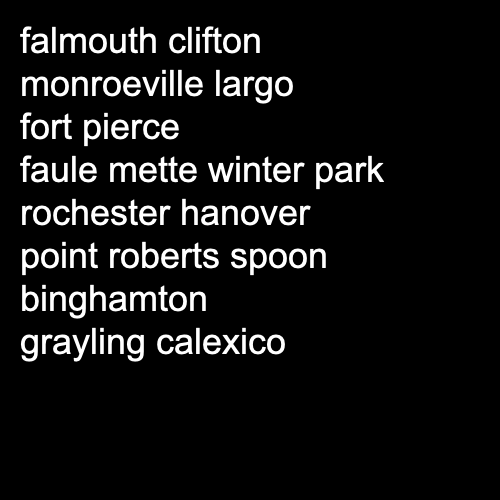 falmouth clifton
monroeville largo
fort pierce
faule mette winter park
rochester hanover
point roberts spoon
binghamton
grayling calexico